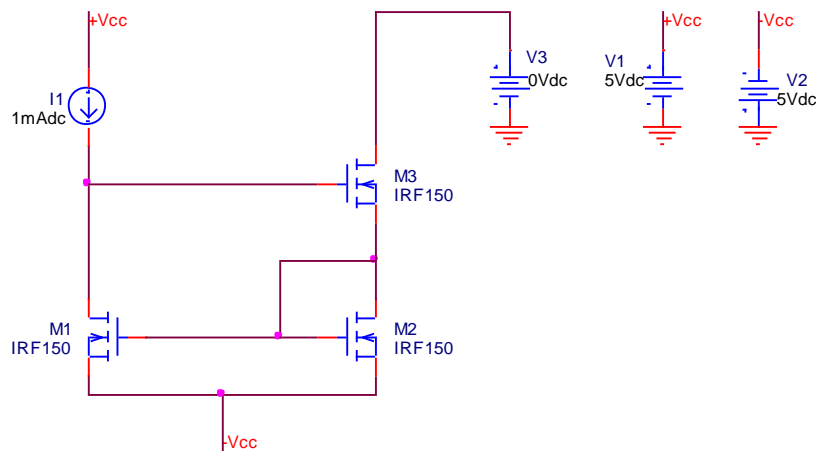 +Vcc
+Vcc
-Vcc
I1
1mAdc
V3
0Vdc
V1
5Vdc
V2
5Vdc
M3
IRF150
M1
IRF150
M2
IRF150
-Vcc